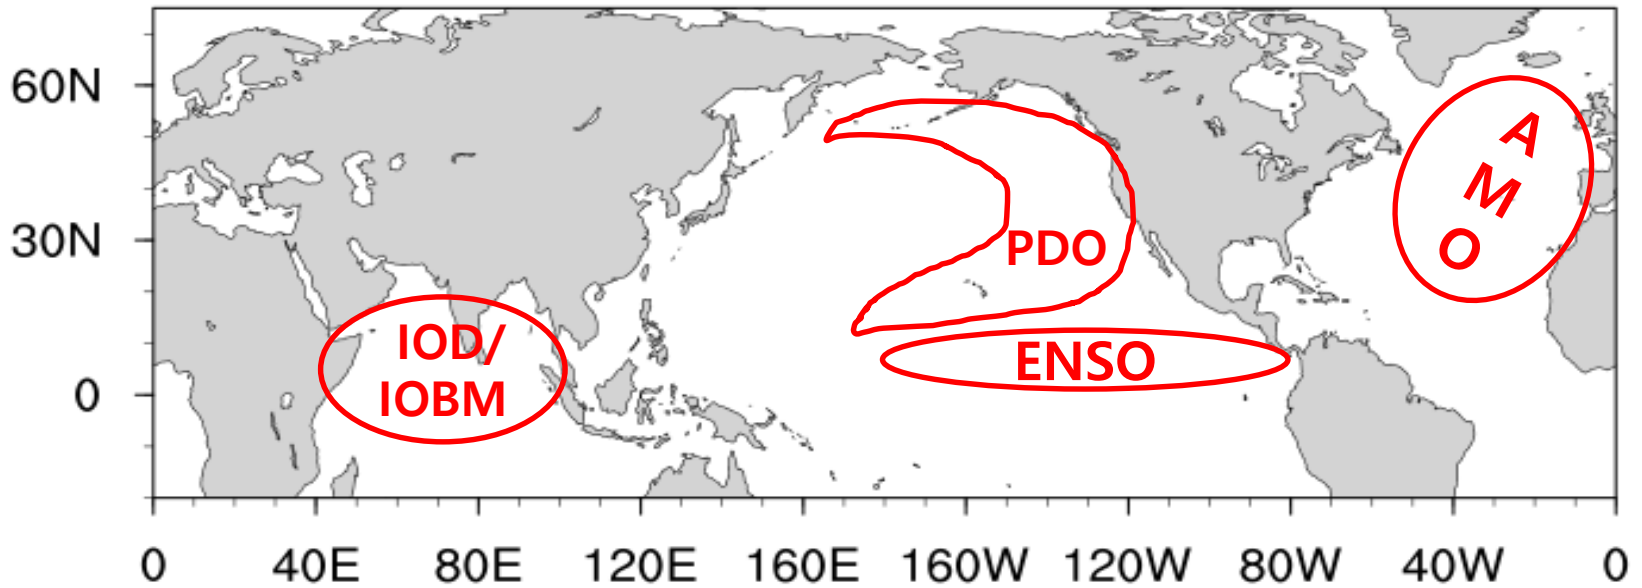 60N
30N
0
IOD/
IOBM
PDO
ENSO
A
M
O
0 40E 80E 120E 160E 160W 120W 80W 40W 0